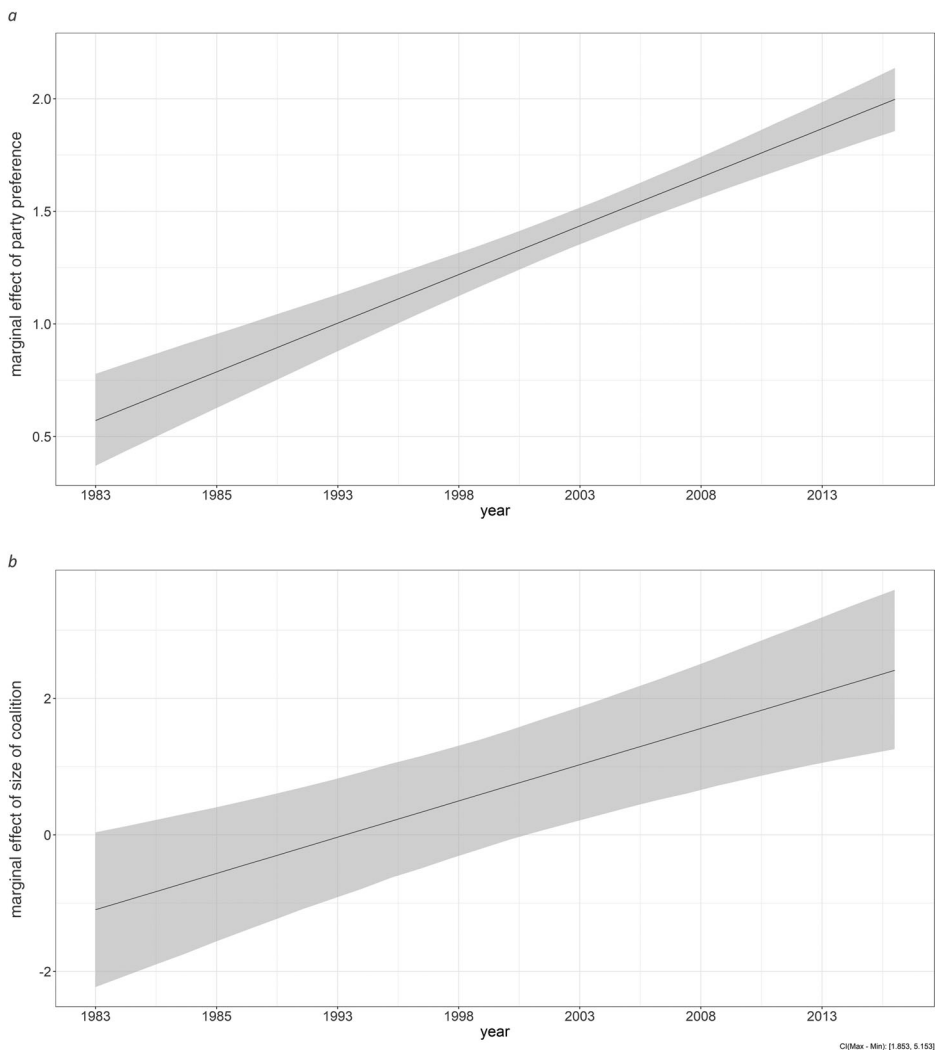 a
marginal effect of party preference
2.0
1.5
1.0
0.5
1983 1985 1993 1998 2003 2008 2013
year
b
marginal effect of size of coalition
2
0
-2
1983 1985 1993 1998 2003 2008 2013
year
CI(Max - Min): [1.853, 5.153]